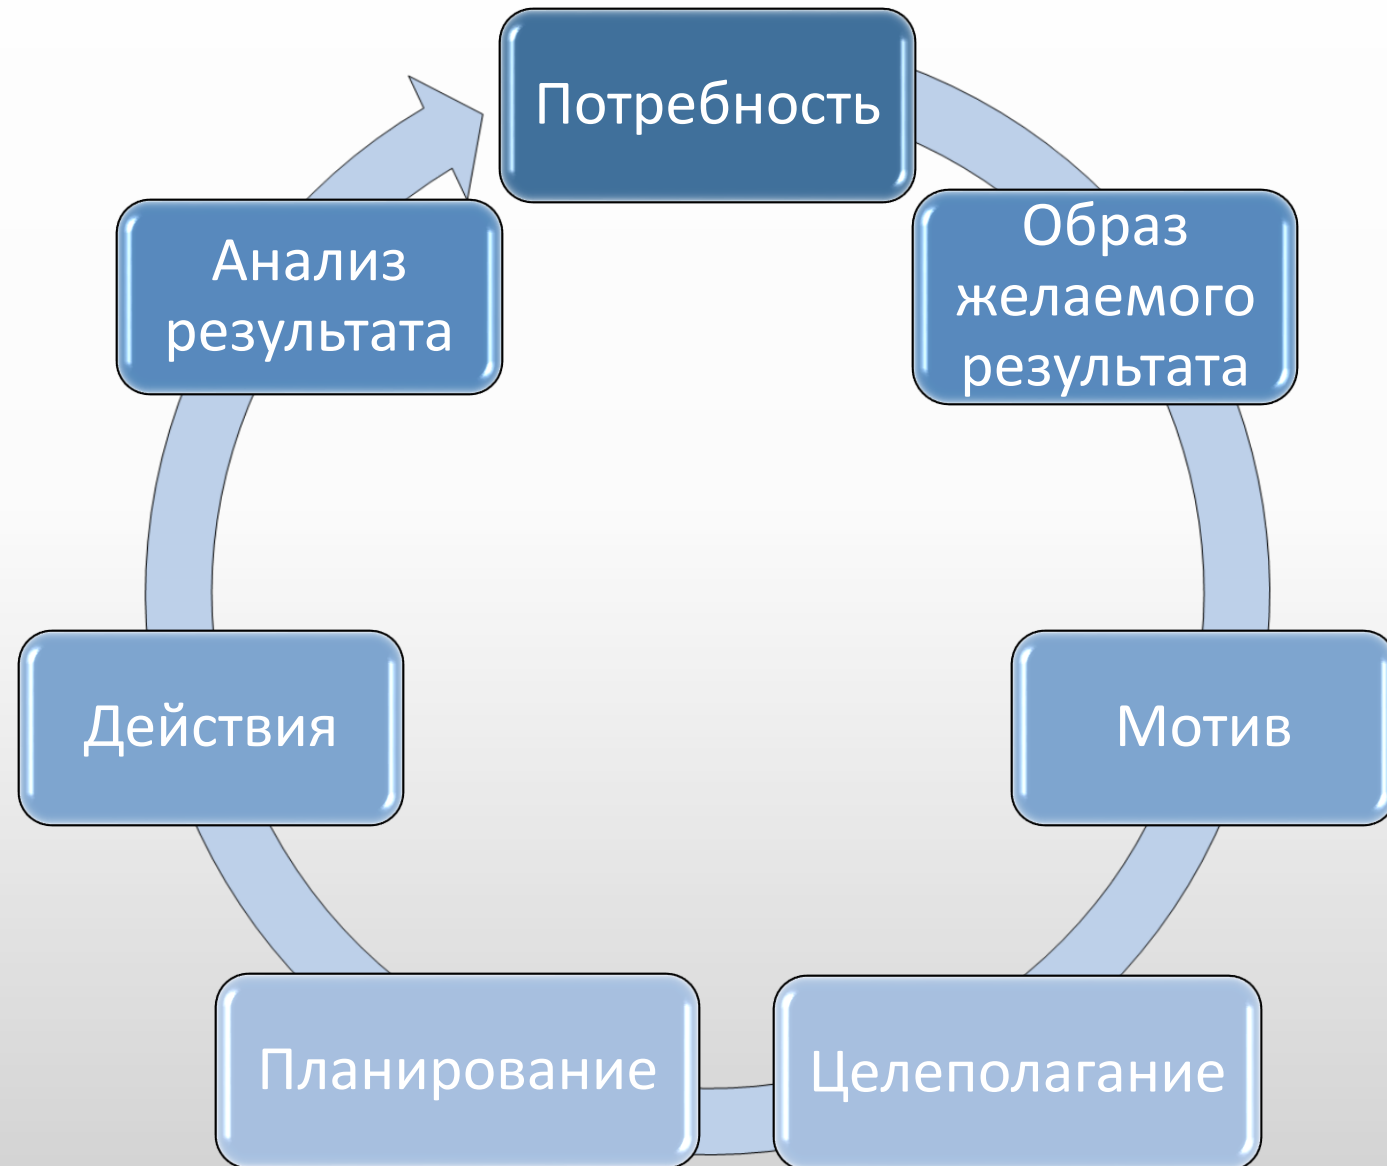 Потребность
Образ
желаемого
результата
Мотив
Целеполагание
Планирование
Действия
Анализ
результата